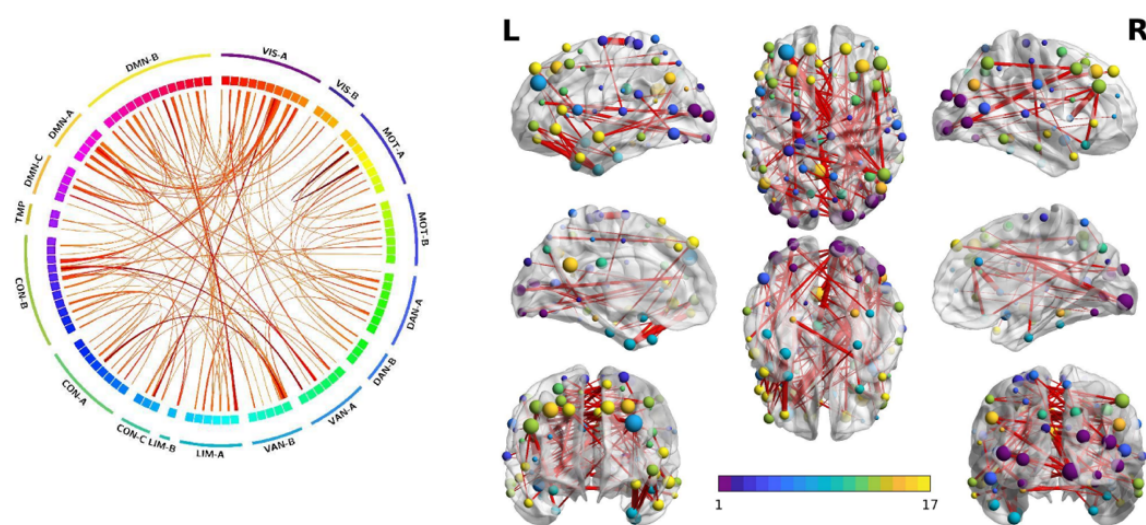 L
R
DMN-B
VIS-A
VIS-B
MOT-A
MOT-B
DAN-A
DAN-B
VAN-A
VAN-B
LIM-A
LIM-B
CON-C
CON-A
CON-B
TMP
DMN-C
DMN-A
1
17